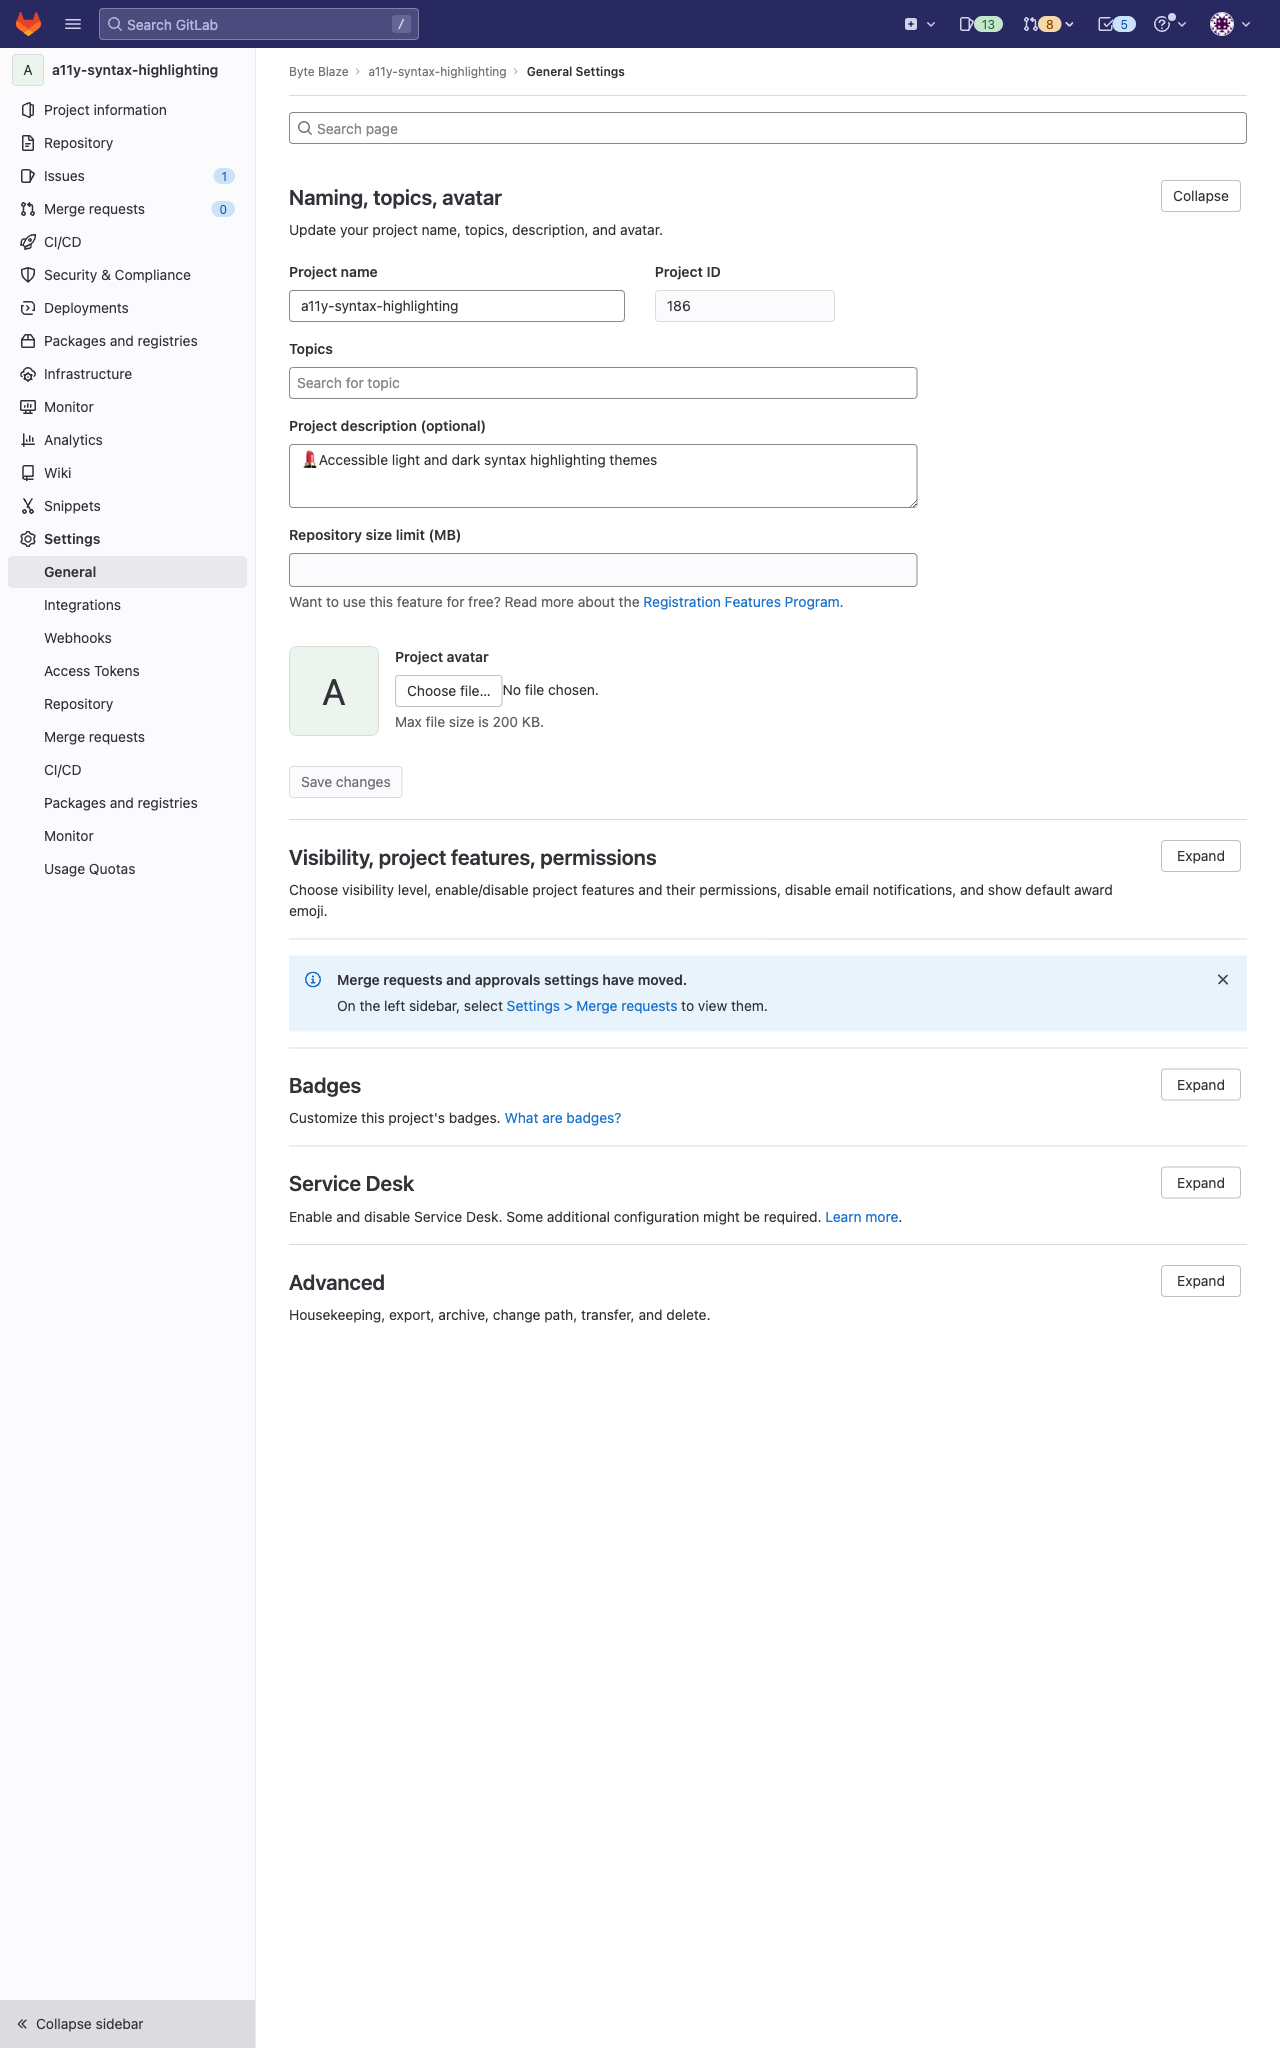 Search GitLab
/
13
8
5
A
a11y-syntax-highlighting
Project information
Repository
Issues
1
Merge requests
0
CI/CD
Security & Compliance
Deployments
Packages and registries
Infrastructure
Monitor
Analytics
Wiki
Snippets
Settings
General
Integrations
Webhooks
Access Tokens
Repository
Merge requests
CI/CD
Packages and registries
Monitor
Usage Quotas
Collapse sidebar
Byte Blaze
a11y-syntax-highlighting
General Settings
Search page
Naming, topics, avatar
Collapse
Update your project name, topics, description, and avatar.
Project name
Project ID
a11y-syntax-highlighting
186
Topics
Search for topic
Project description (optional)
Accessible light and dark syntax highlighting themes
Repository size limit (MB)
Want to use this feature for free? Read more about the Registration Features Program.
A
Project avatar
Choose file...
No file chosen.
Max file size is 200 KB.
Save changes
Visibility, project features, permissions
Expand
Choose visibility level, enable/disable project features and their permissions, disable email notifications, and show default award
emoji.
Merge requests and approvals settings have moved.
On the left sidebar, select Settings > Merge requests to view them.
Badges
Expand
Customize this project's badges. What are badges?
Service Desk
Expand
Enable and disable Service Desk. Some additional configuration might be required. Learn more.
Advanced
Expand
Housekeeping, export, archive, change path, transfer, and delete.